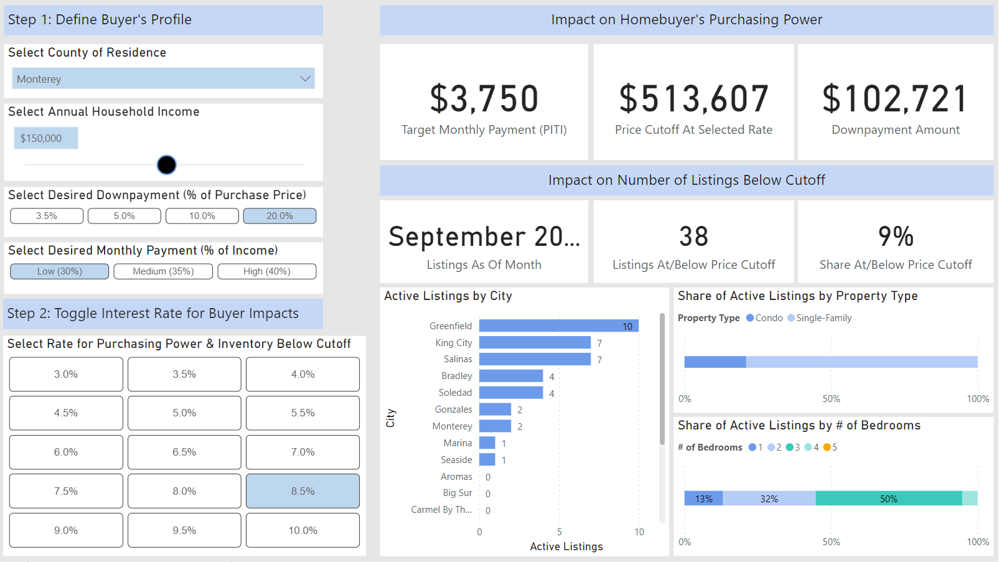 Step 1: Define Buyer's Profile
Select County of Residence
Monterey
Select Annual Household Income
$150,000
Select Desired Downpayment (% of Purchase Price)
3.5% 5.0% 10.0% 20.0%
Select Desired Monthly Payment (% of Income)
Low (30%) Medium (35%) High (40%)
Step 2: Toggle Interest Rate for Buyer Impacts
Select Rate for Purchasing Power & Inventory Below Cutoff
3.0% 3.5% 4.0%
4.5% 5.0% 5.5%
6.0% 6.5% 7.0%
7.5% 8.0% 8.5%
9.0% 9.5% 10.0%
Impact on Homebuyer's Purchasing Power
$3,750
Target Monthly Payment (PITI)
$513,607
Price Cutoff At Selected Rate
$102,721
Downpayment Amount
Impact on Number of Listings Below Cutoff
September 20...
Listings As Of Month
38
Listings At/Below Price Cutoff
9%
Share At/Below Price Cutoff
Active Listings by City
City
Greenfield 10
King City 7
Salinas 7
Bradley 4
Soledad 4
Gonzales 2
Monterey 2
Marina 1
Seaside 1
Aromas 0
Big Sur 0
Carmel By Th... 0
0 5 10
Active Listings
Share of Active Listings by Property Type
Property Type Condo Single-Family
0% 50% 100%
Share of Active Listings by # of Bedrooms
# of Bedrooms 1 2 3 4 5
13% 32% 50%
0% 50% 100%